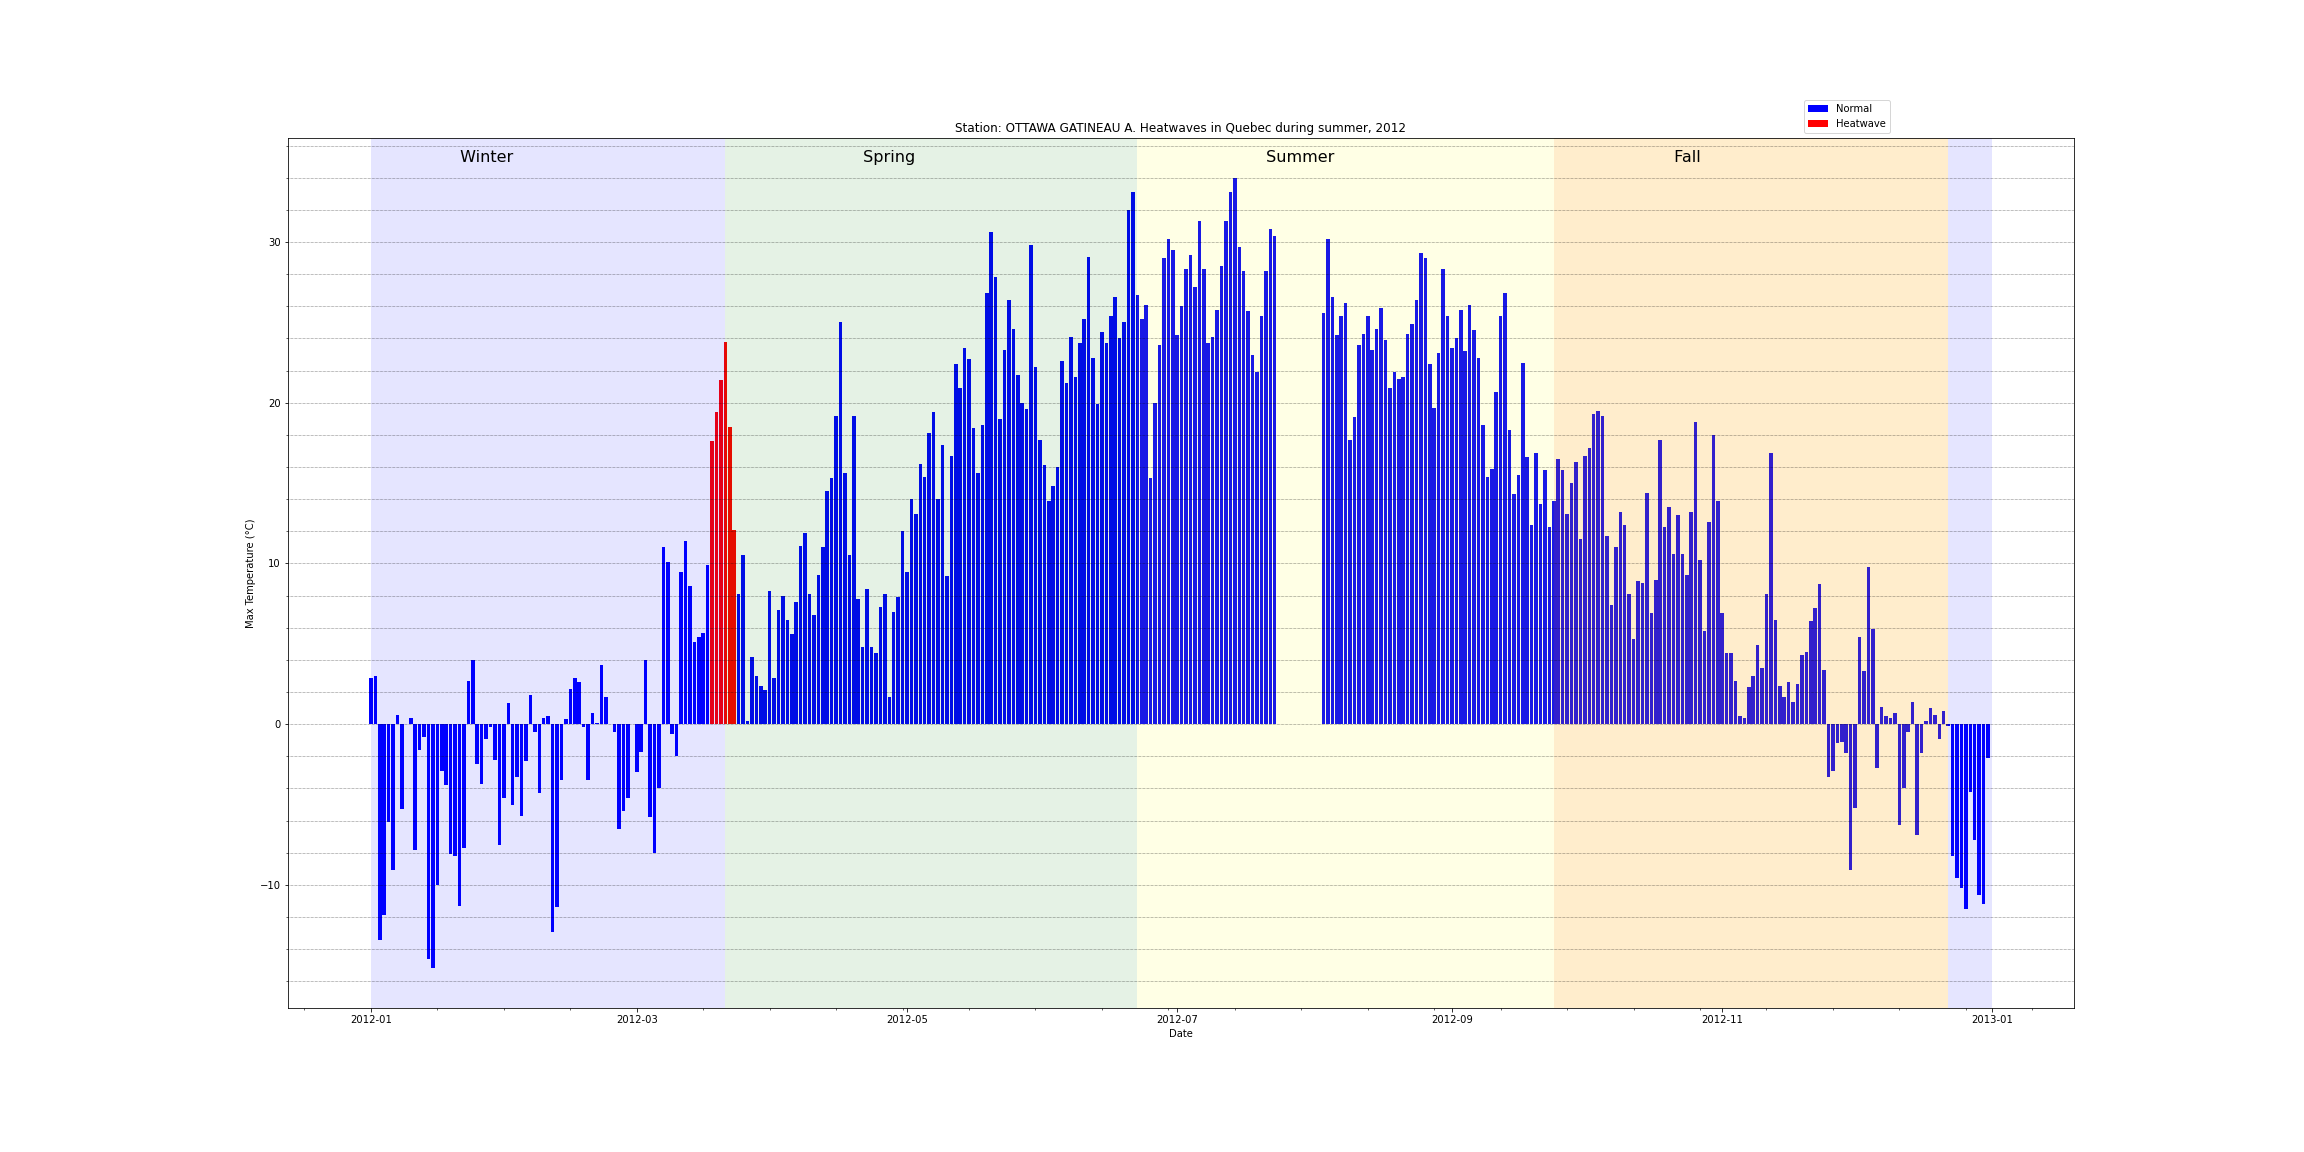 Normal
Heatwave
Station: OTTAWA GATINEAU A. Heatwaves in Quebec during summer, 2012
Winter Spring Summer Fall
30
20
10
0
−10
Max Temperature (°C)
2012-01 2012-03 2012-05 2012-07 2012-09 2012-11 2013-01
Date